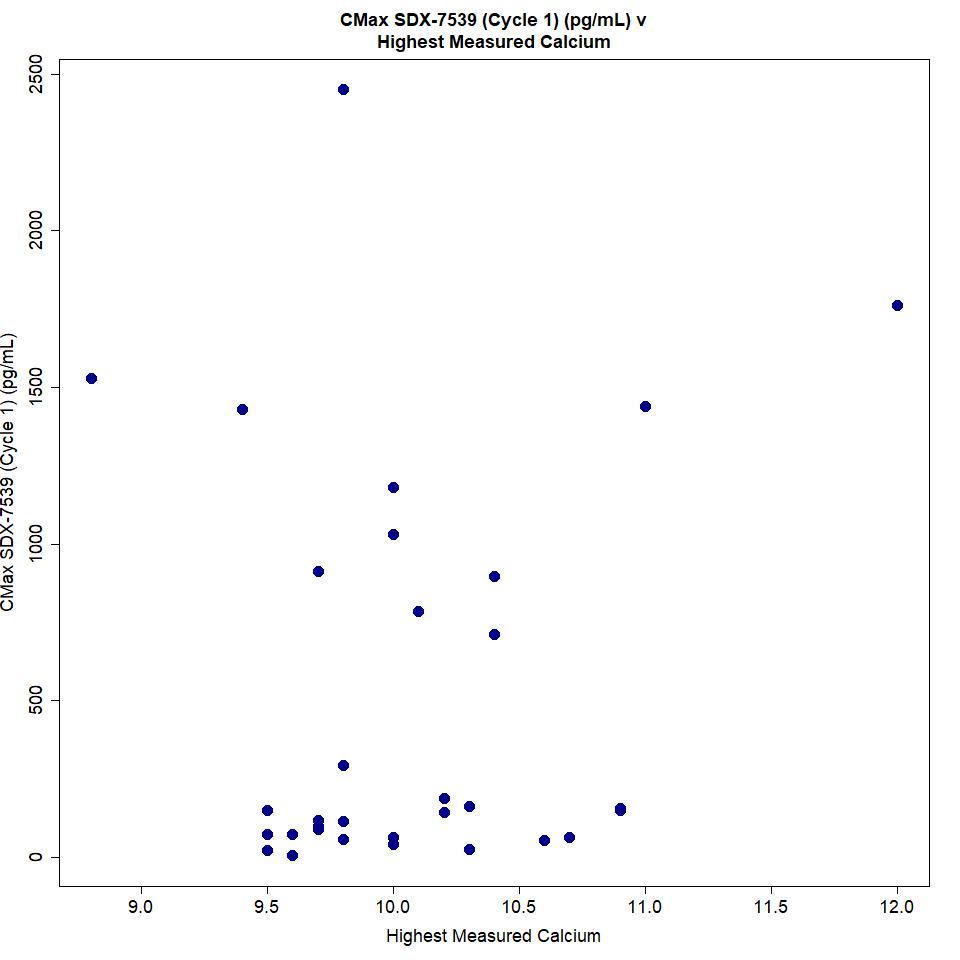 CMax SDX-7539 (Cycle 1) (pg/mL) v
Highest Measured Calcium
CMax SDX-7539 (Cycle 1) (pg/mL)
2500
2000
1500
1000
500
0
9.0 9.5 10.0 10.5 11.0 11.5 12.0
Highest Measured Calcium